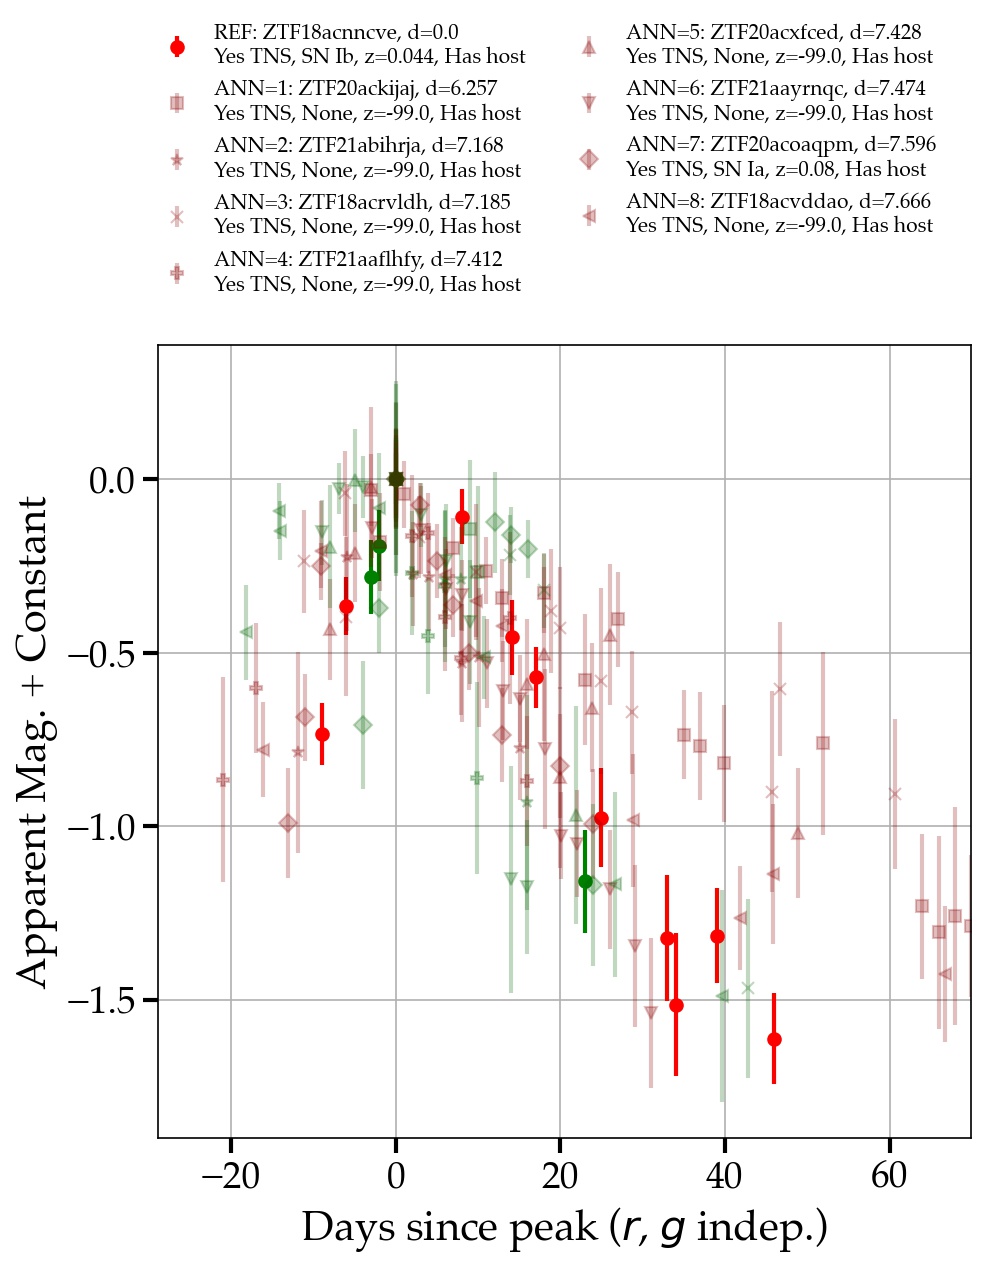 REF: ZTF18acnncve, d=0.0
Yes TNS, SN Ib, z=0.044, Has host
ANN=1: ZTF20ackijaj, d=6.257
Yes TNS, None, z=-99.0, Has host
ANN=2: ZTF21abihrja, d=7.168
Yes TNS, None, z=-99.0, Has host
ANN=3: ZTF18acrvldh, d=7.185
Yes TNS, None, z=-99.0, Has host
ANN=4: ZTF21aaflhfy, d=7.412
Yes TNS, None, z=-99.0, Has host
ANN=5: ZTF20acxfced, d=7.428
Yes TNS, None, z=-99.0, Has host
ANN=6: ZTF21aayrnqc, d=7.474
Yes TNS, None, z=-99.0, Has host
ANN=7: ZTF20acoaqpm, d=7.596
Yes TNS, SN Ia, z=0.08, Has host
ANN=8: ZTF18acvddao, d=7.666
Yes TNS, None, z=-99.0, Has host
Apparent Mag. + Constant
0.0
−0.5
−1.0
−1.5
−20 0 20 40 60
Days since peak (r, g indep.)